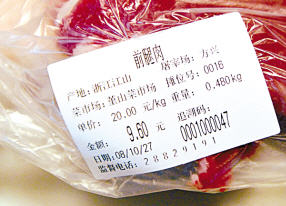 前腿肉
产地:浙江江山 屠宰场:方兴
菜市场:韭山菜市场 摊位号:0016
单价:20.00 元/kg 重量:0.480kg
金额: 9.60 元 追溯码:
日期:08/10/27 0001000047
监督电话:28829191